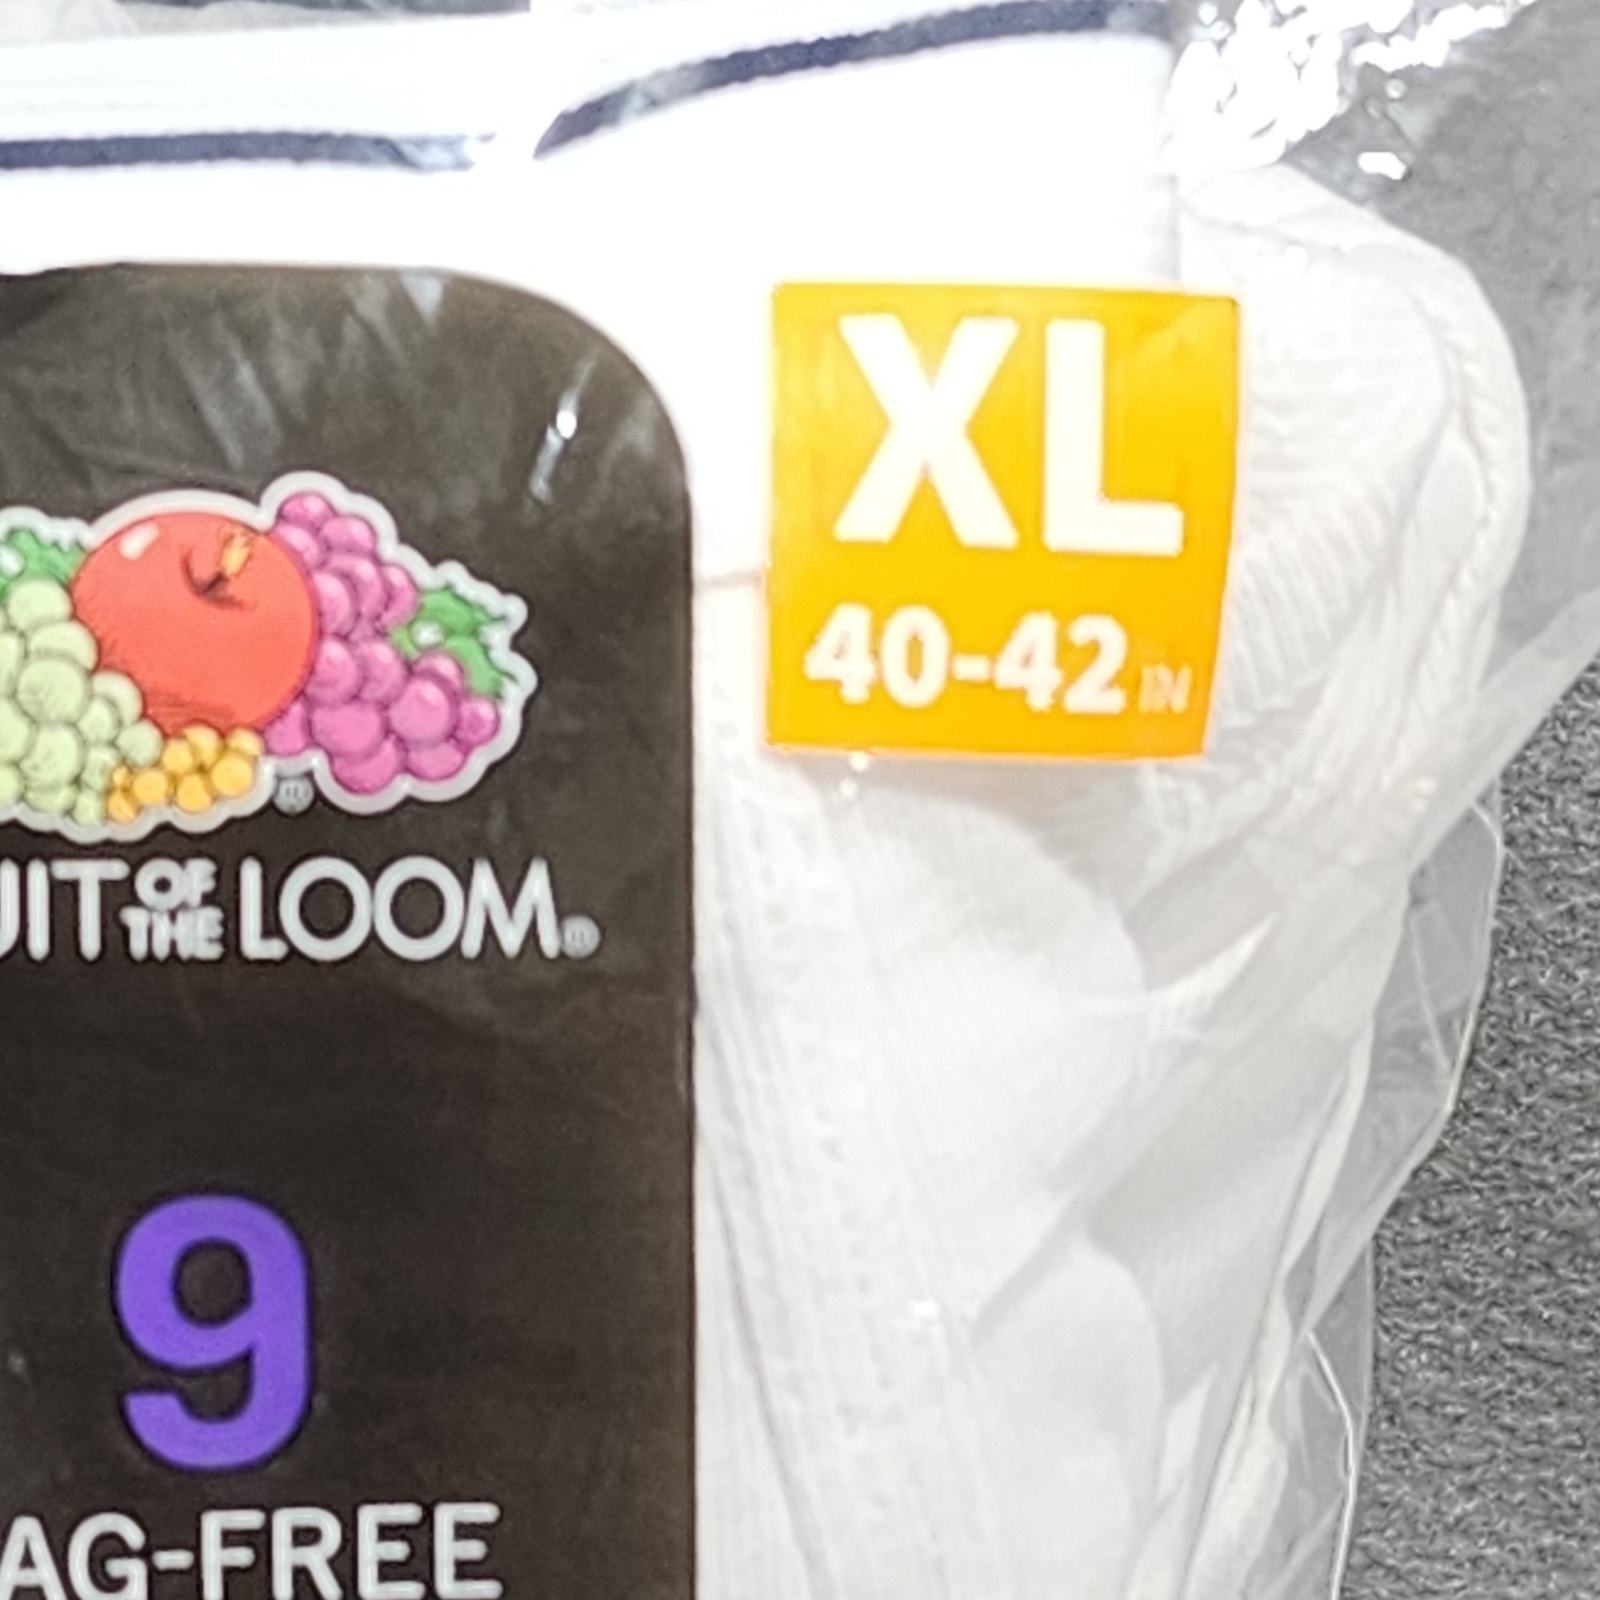 XL
40-42 IN
UIT OF THE LOOM®
9
AG-FREE